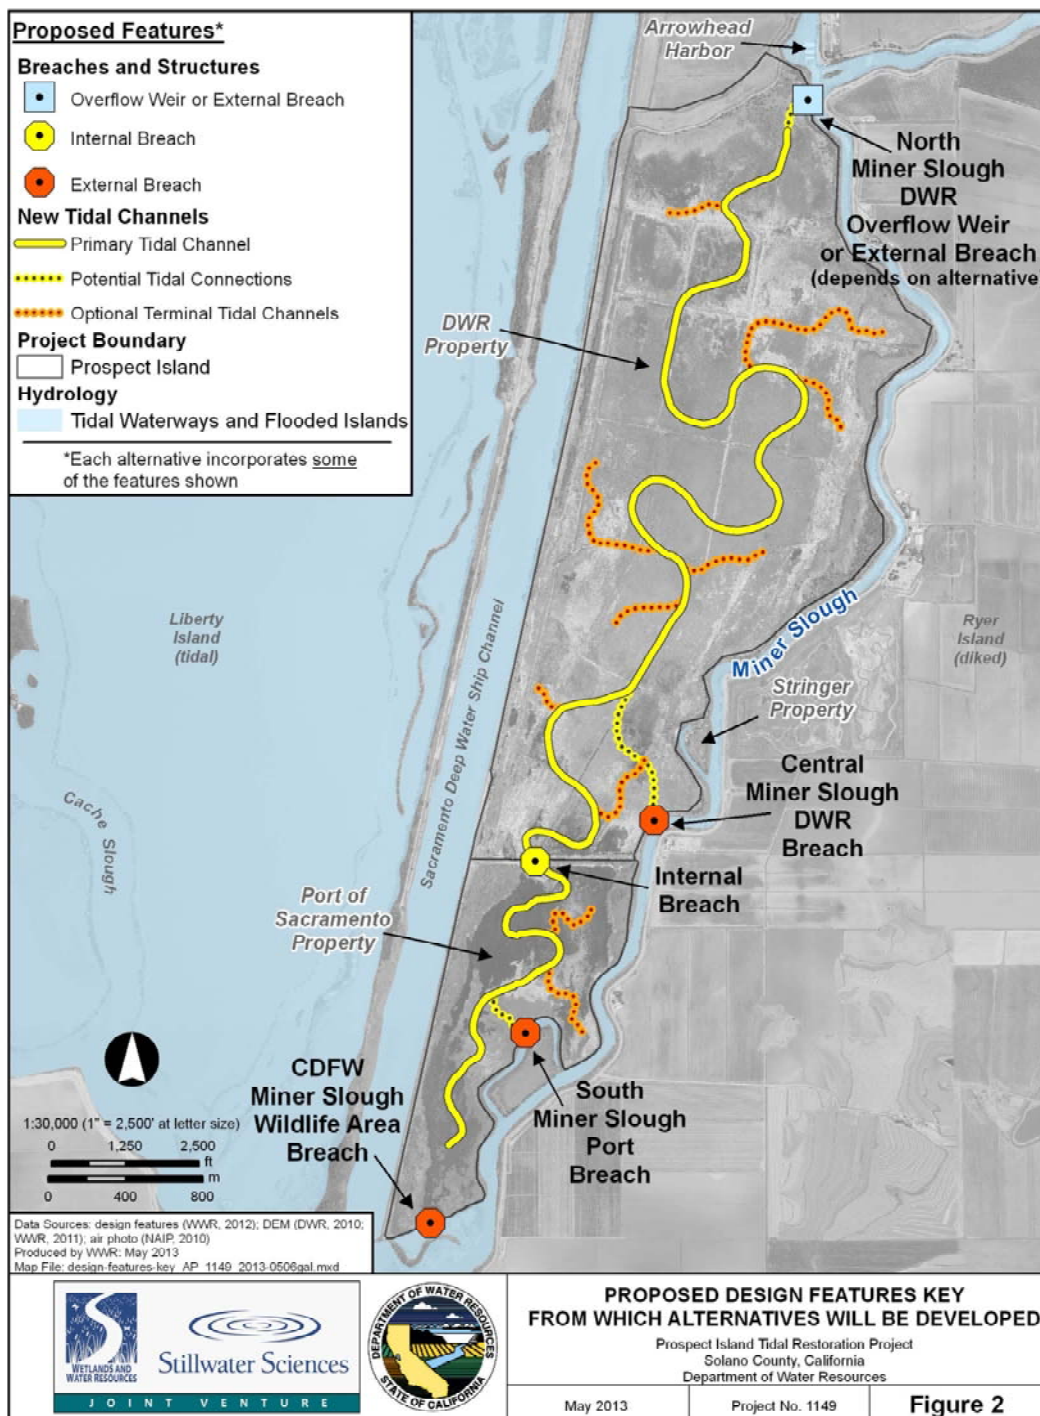 Proposed Features*
Breaches and Structures
Overflow Weir or External Breach
Internal Breach
External Breach
New Tidal Channels
Primary Tidal Channel
Potential Tidal Connections
Optional Terminal Tidal Channels
Project Boundary
Prospect Island
Hydrology
Tidal Waterways and Flooded Islands
*Each alternative incorporates some
of the features shown
Arrowhead
Harbor
North
Miner Slough
DWR
Overflow Weir
or External Breach
(depends on alternative
DWR
Property
Liberty
Island
(tidal)
Sacramento Deep Water Ship Channel
Miner Slough
Ryer
Island
(diked)
Stringer
Property
Cache Slough
Central
Miner Slough
DWR
Breach
Internal
Breach
Port of
Sacramento
Property
CDFW
Miner Slough
Wildlife Area
Breach
South
Miner Slough
Port
Breach
1:30,000 (1" = 2,500' at letter size)
0 1,250 2,500
ft
m
0 400 800
Data Sources: design features (WWR, 2012); DEM (DWR, 2010;
WWR, 2011); air photo (NAIP, 2010)
Produced by WWR: May 2013
Map File: design-features-key_AP_1149_2013-0506gal.mxd
WETLANDS AND
WATER RESOURCES
Stillwater Sciences
JOINT VENTURE
DEPARTMENT OF WATER RESOURCES
STATE OF CALIFORNIA
PROPOSED DESIGN FEATURES KEY
FROM WHICH ALTERNATIVES WILL BE DEVELOPED
Prospect Island Tidal Restoration Project
Solano County, California
Department of Water Resources
May 2013
Project No. 1149
Figure 2